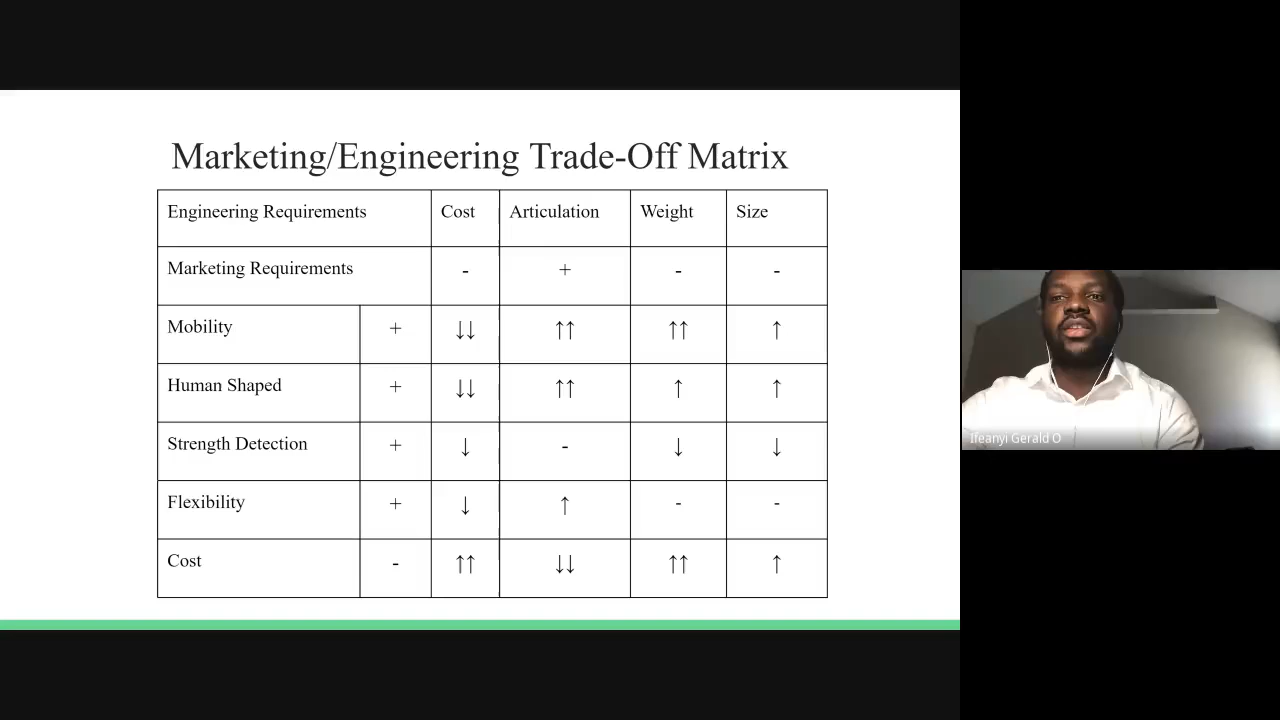 Marketing/Engineering Trade-Off Matrix
Engineering Requirements Cost Articulation Weight Size
Marketing Requirements - + - -
Mobility + ↓↓ ↑↑ ↑↑ ↑
Human Shaped + ↓↓ ↑↑ ↑ ↑
Strength Detection + ↓ - ↓ ↓
Flexibility + ↓ ↑ - -
Cost - ↑↑ ↓↓ ↑↑ ↑
Ifeanyi Gerald O